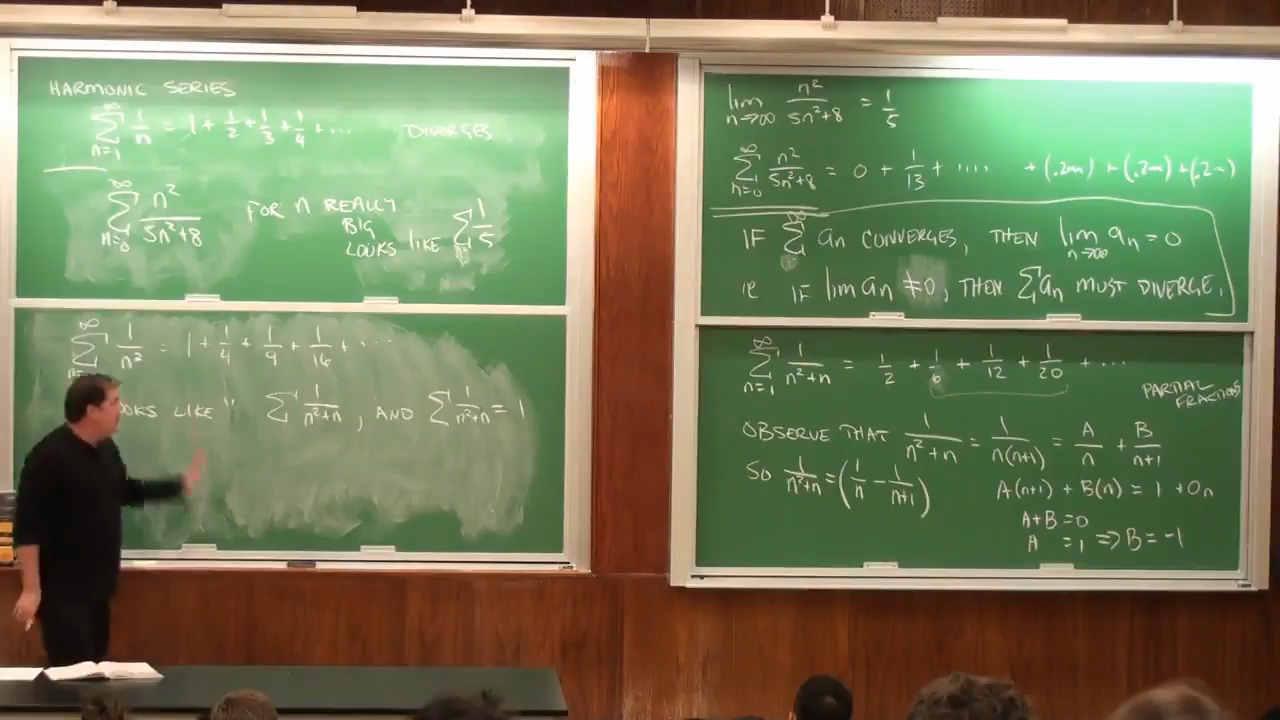 HARMONIC SERIES
∞ ∑ n=1 1/n = 1 + 1/2 + 1/3 + 1/4 + ... DIVERGES
∞ ∑ n=0 n²/(5n²+8) FOR n REALLY BIG LOOKS LIKE ∑ 1/5
∞ ∑ 1/n² = 1 + 1/4 + 1/9 + 1/16 + ...
LIKE" ∑ 1/(n²+n), AND ∑ 1/(n²+n) = 1
lim n→∞ n²/(5n²+8) = 1/5
∞ ∑ n=0 n²/(5n²+8) = 0 + 1/13 + .... + (.2~) + (.2~) + (.2~)
IF ∞ ∑ an CONVERGES, THEN lim n→∞ an = 0
ie IF lim an ≠ 0, THEN ∑ an MUST DIVERGE.
∞ ∑ n=1 1/(n²+n) = 1/2 + 1/6 + 1/12 + 1/20 + ...
PARTIAL
FRACTIONS
OBSERVE THAT 1/(n²+n) = 1/(n(n+1)) = A/n + B/(n+1)
SO 1/(n²+n) = (1/n - 1/(n+1))
A(n+1) + B(n) = 1 + 0n
A+B = 0
A = 1 ⇒ B = -1